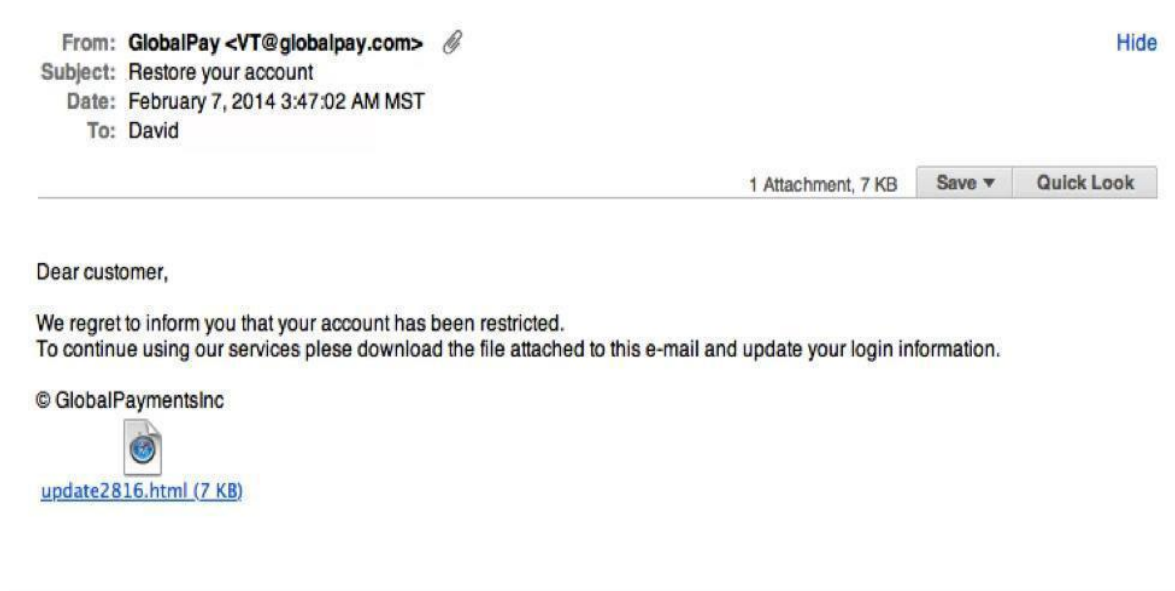 From: GlobalPay <VT@globalpay.com> Hide
Subject: Restore your account
Date: February 7, 2014 3:47:02 AM MST
To: David
1 Attachment, 7 KB Save ▾ Quick Look
Dear customer,
We regret to inform you that your account has been restricted.
To continue using our services plese download the file attached to this e-mail and update your login information.
© GlobalPaymentsInc
update2816.html (7 KB)